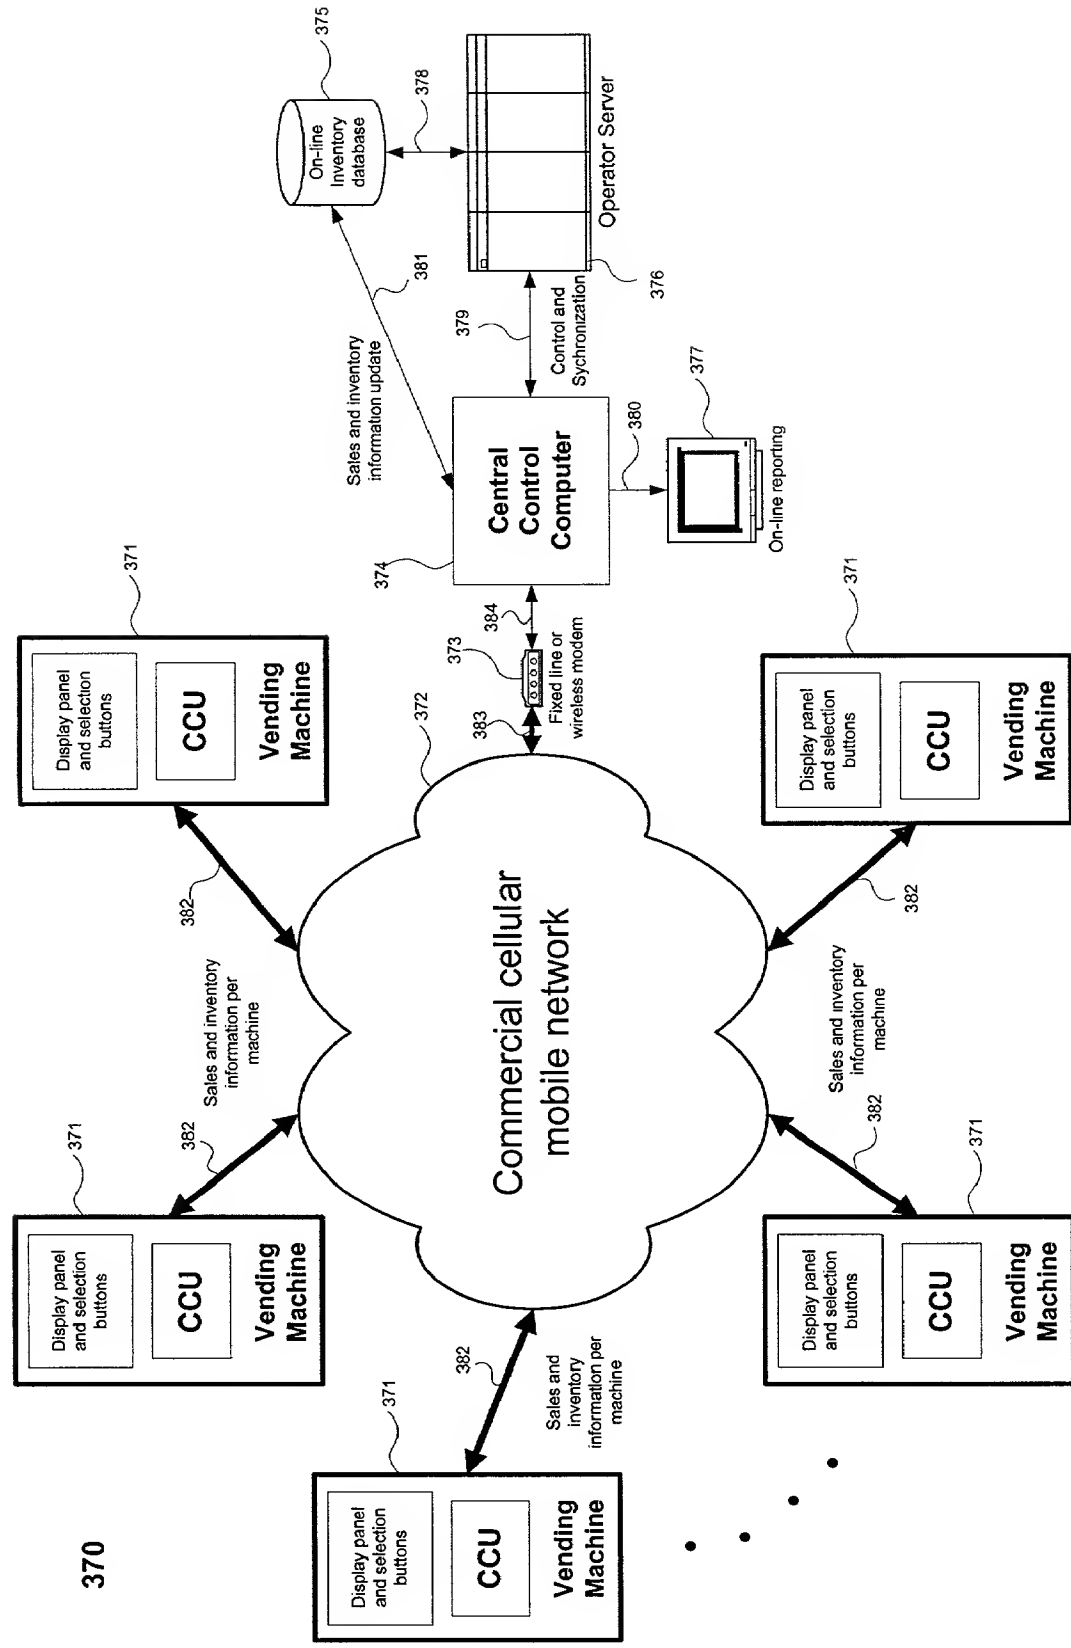 370
371
Display panel
and selection
buttons
CCU
Vending
Machine
382
Sales and
inventory
information per
machine
371
Display panel
and selection
buttons
CCU
Vending
Machine
382
Sales and inventory
information per
machine
371
Display panel
and selection
buttons
CCU
Vending
Machine
382
372
Commercial cellular
mobile network
371
Display panel
and selection
buttons
CCU
Vending
Machine
382
Sales and inventory
information per
machine
371
Display panel
and selection
buttons
CCU
Vending
Machine
382
383
373
Fixed line or
wireless modem
384
374
Central
Control
Computer
Sales and inventory
information update
381
375
On-line
Inventory
database
378
379
Control and
Sychronization
376
Operator Server
380
377
On-line reporting